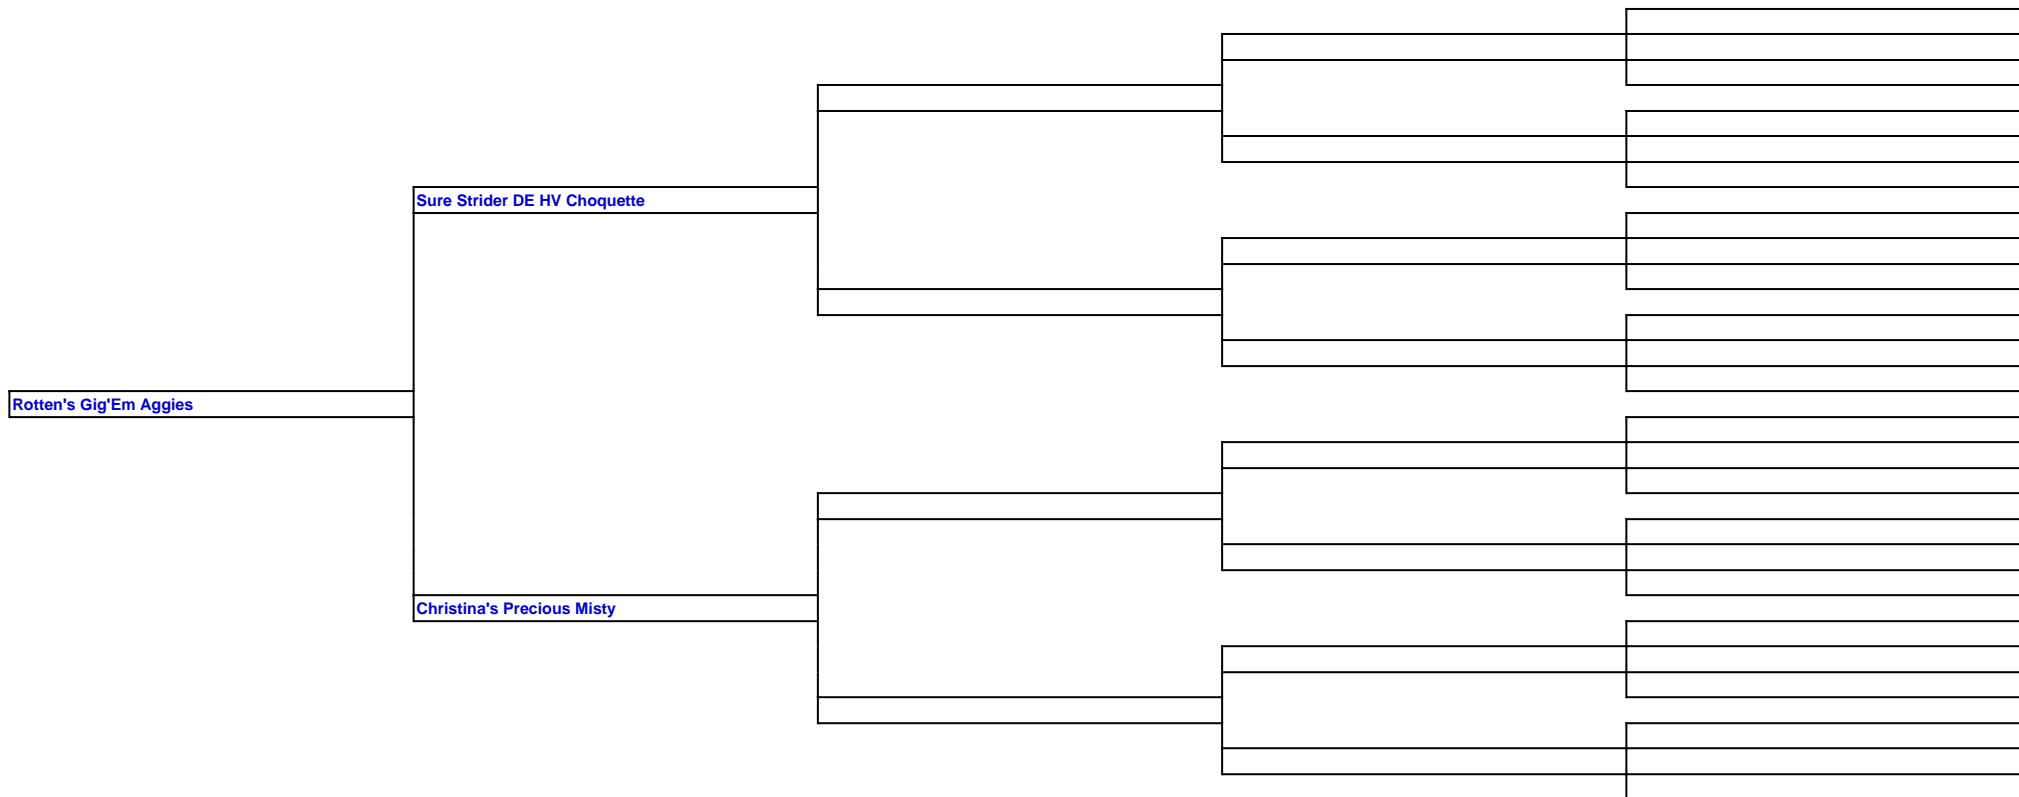 Sure Strider DE HV Choquette
Rotten's Gig'Em Aggies
Christina's Precious Misty